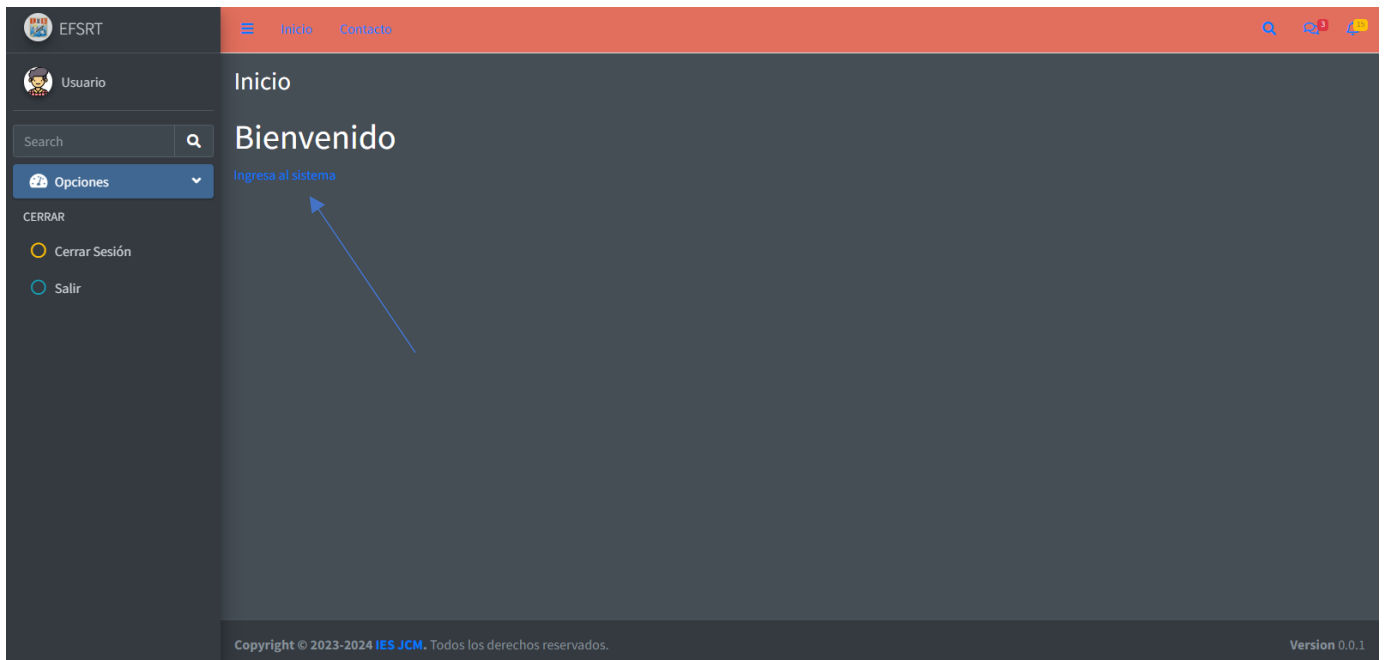 EFSRT
Inicio Contacto
3 15
Usuario
Search
Opciones
CERRAR
Cerrar Sesión
Salir
Inicio
Bienvenido
Ingresa al sistema
Copyright © 2023-2024 IES JCM. Todos los derechos reservados.
Version 0.0.1